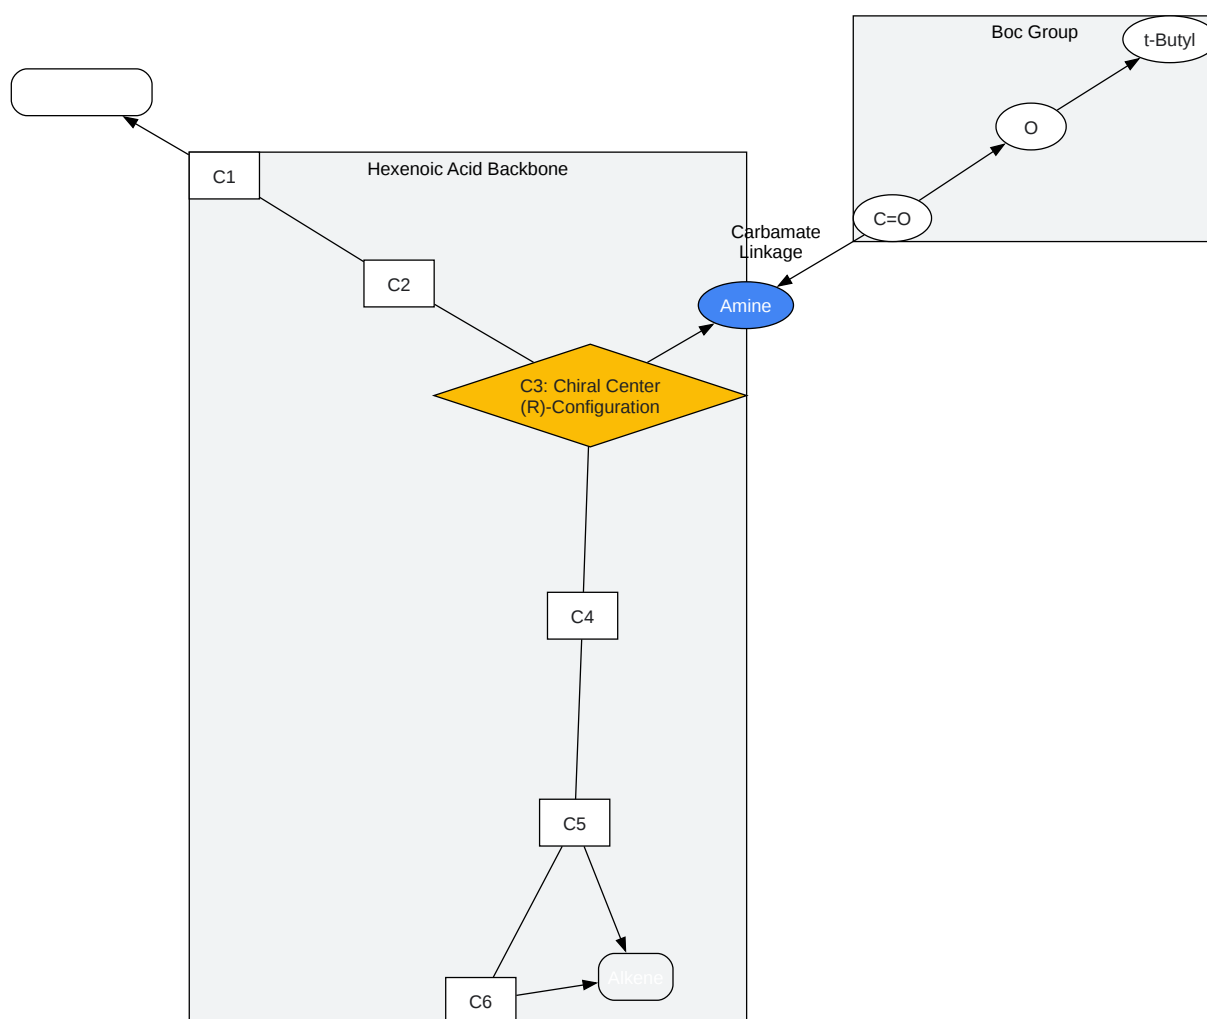 Boc Group
t-Butyl
O
C=O
Hexenoic Acid Backbone
C1
C2
Carbamate
Linkage
Amine
C3: Chiral Center
(R)-Configuration
C4
C5
Alkene
C6